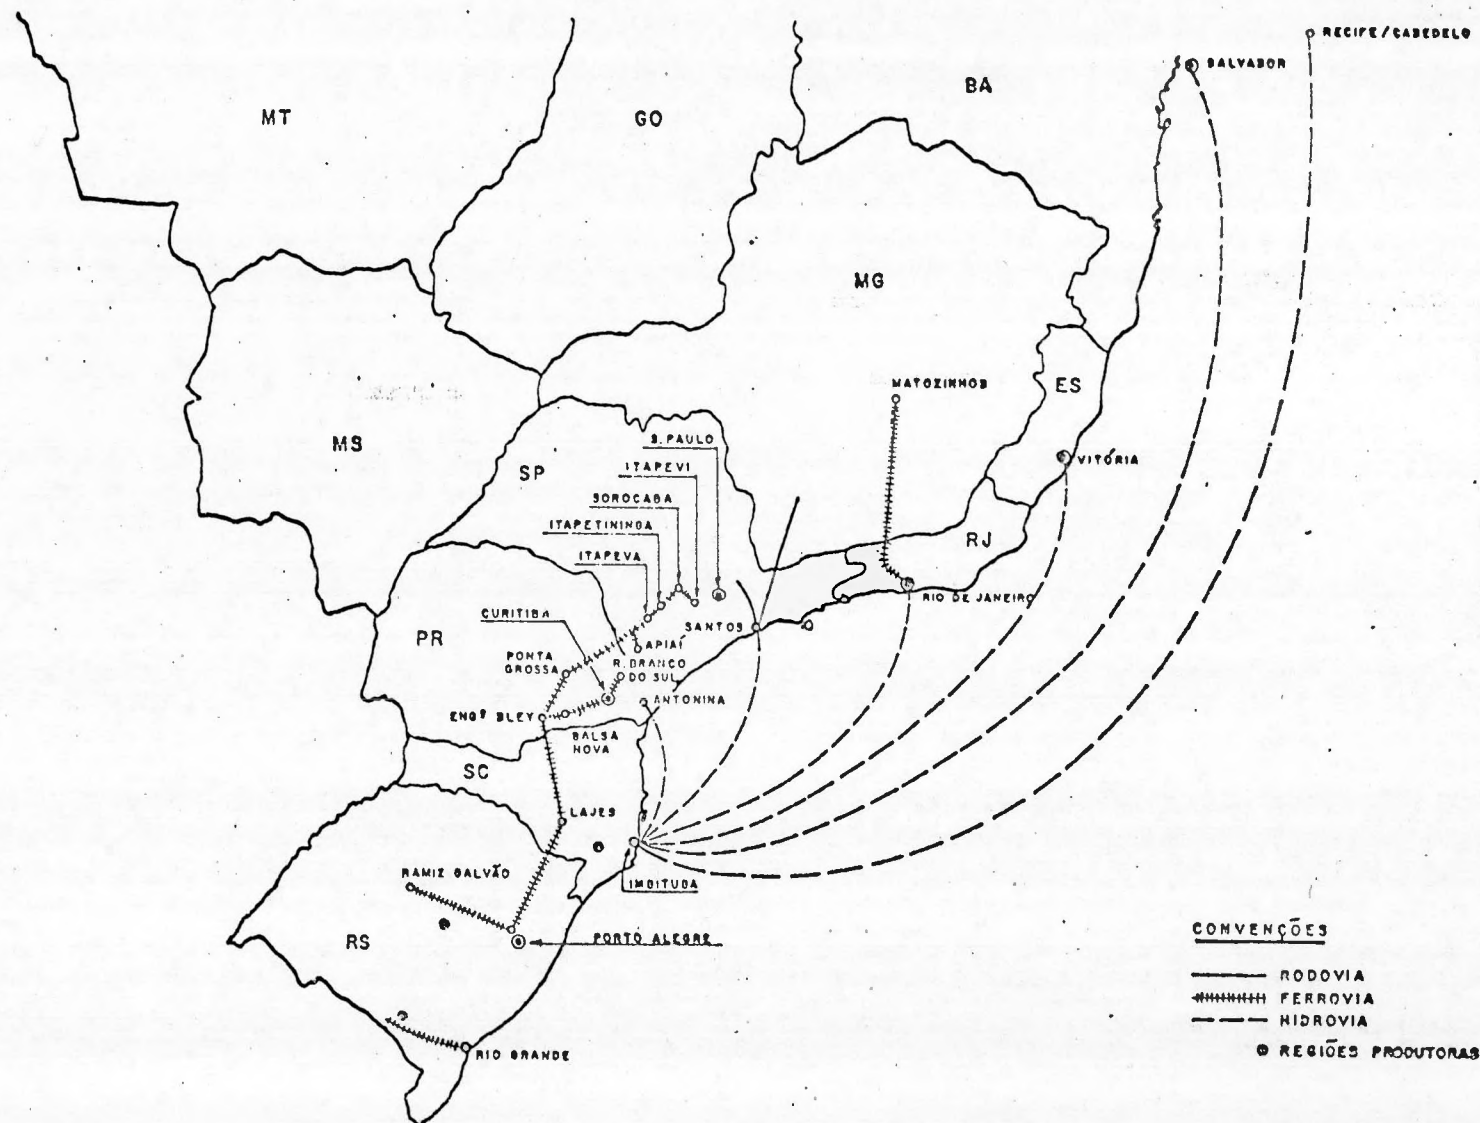 RECIFE/CABEDELO
SALVADOR
BA
MT
GO
MG
MATOZINHOS
ES
MS
S. PAULO
ITAPEVI
SP
SOROCABA
VITÓRIA
ITAPETININGA
ITAPEVA
RJ
RIO DE JANEIRO
CURITIBA
SANTOS
PR
APIAÍ
PONTA
GROSSA
R. BRANCO
DO SUL
ANTONINA
ENGº BLEY
BALSA
NOVA
SC
LAJES
RAMIZ GALVÃO
IMBITUBA
RS
PORTO ALEGRE
RIO GRANDE
CONVENÇÕES
RODOVIA
FERROVIA
HIDROVIA
REGIÕES PRODUTORAS